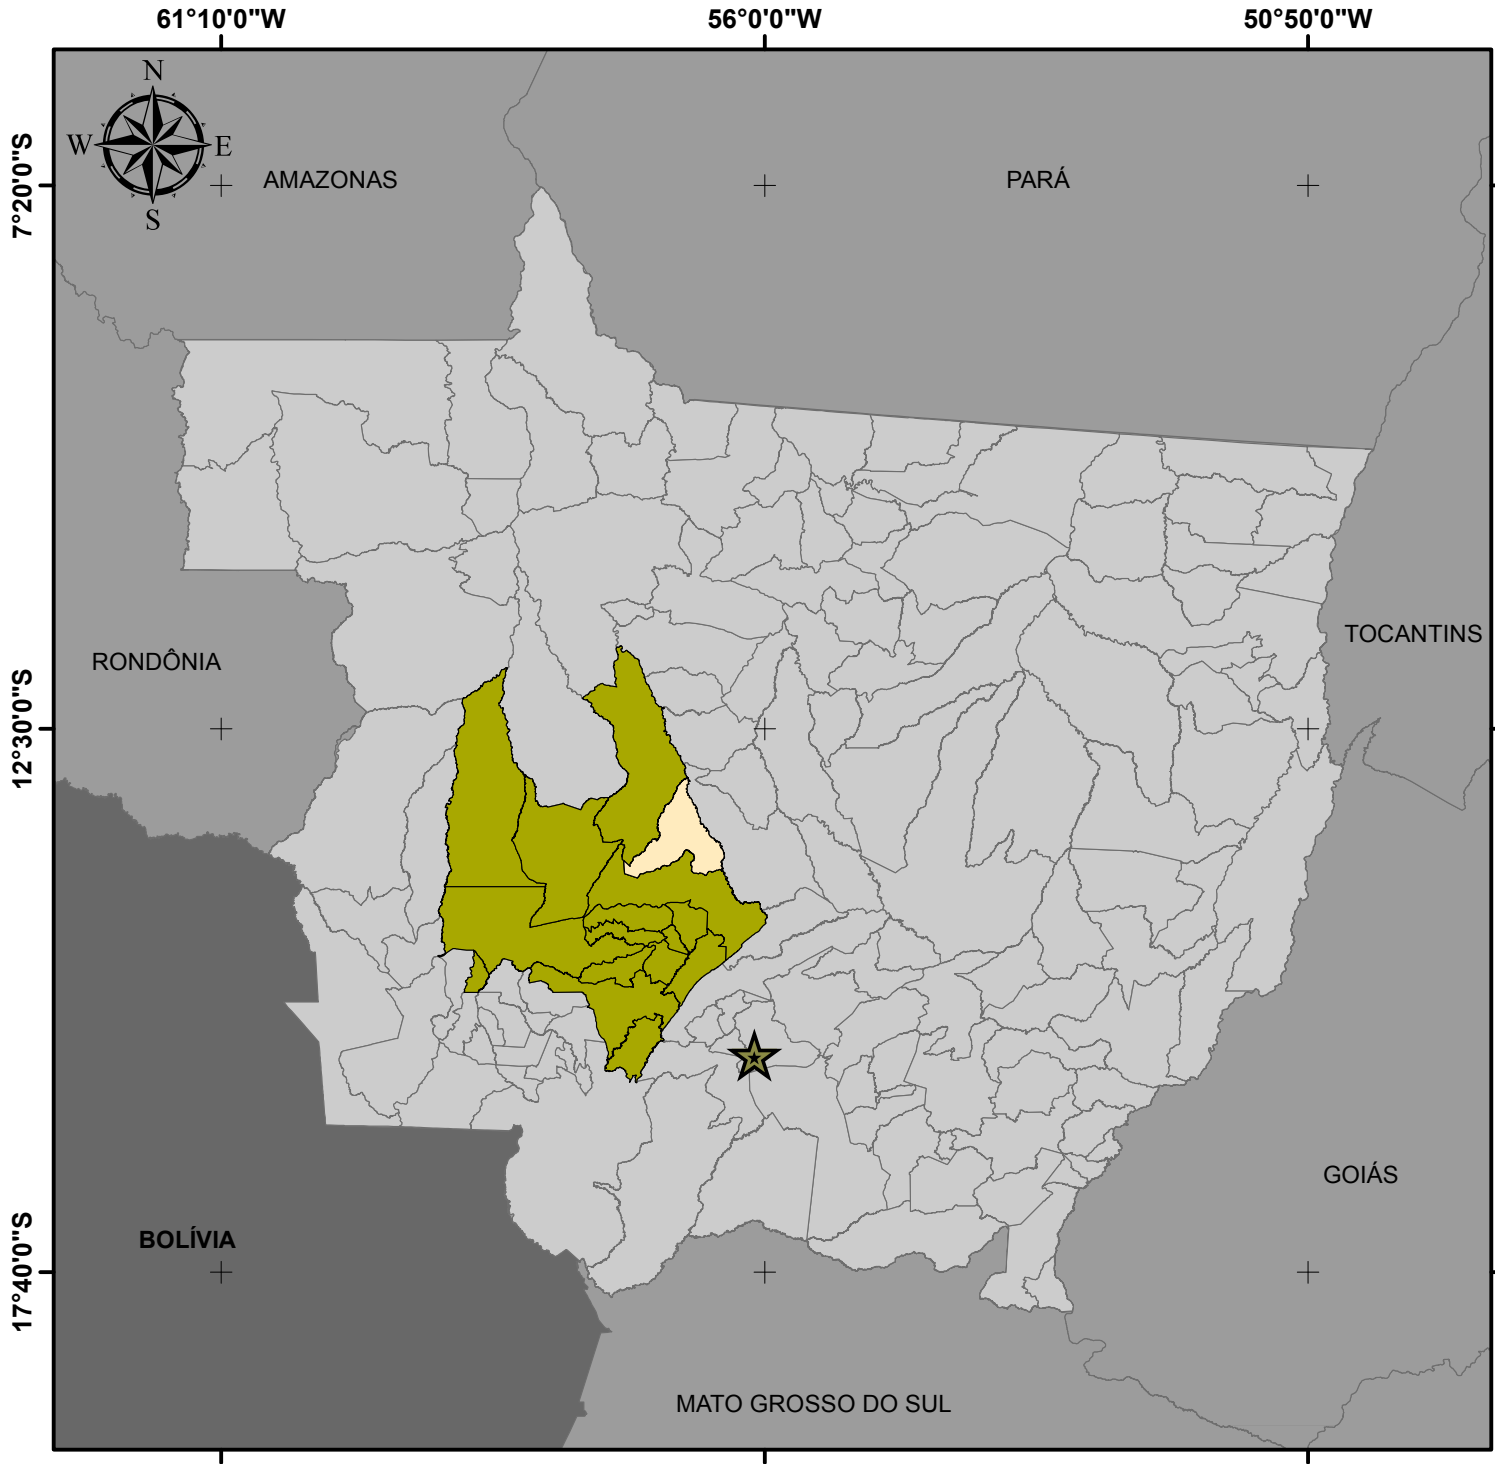 61°10'0"W 56°0'0"W 50°50'0"W
N
W E
S
7°20'0"S
AMAZONAS PARÁ
RONDÔNIA TOCANTINS
12°30'0"S
GOIÁS
BOLÍVIA
17°40'0"S
MATO GROSSO DO SUL